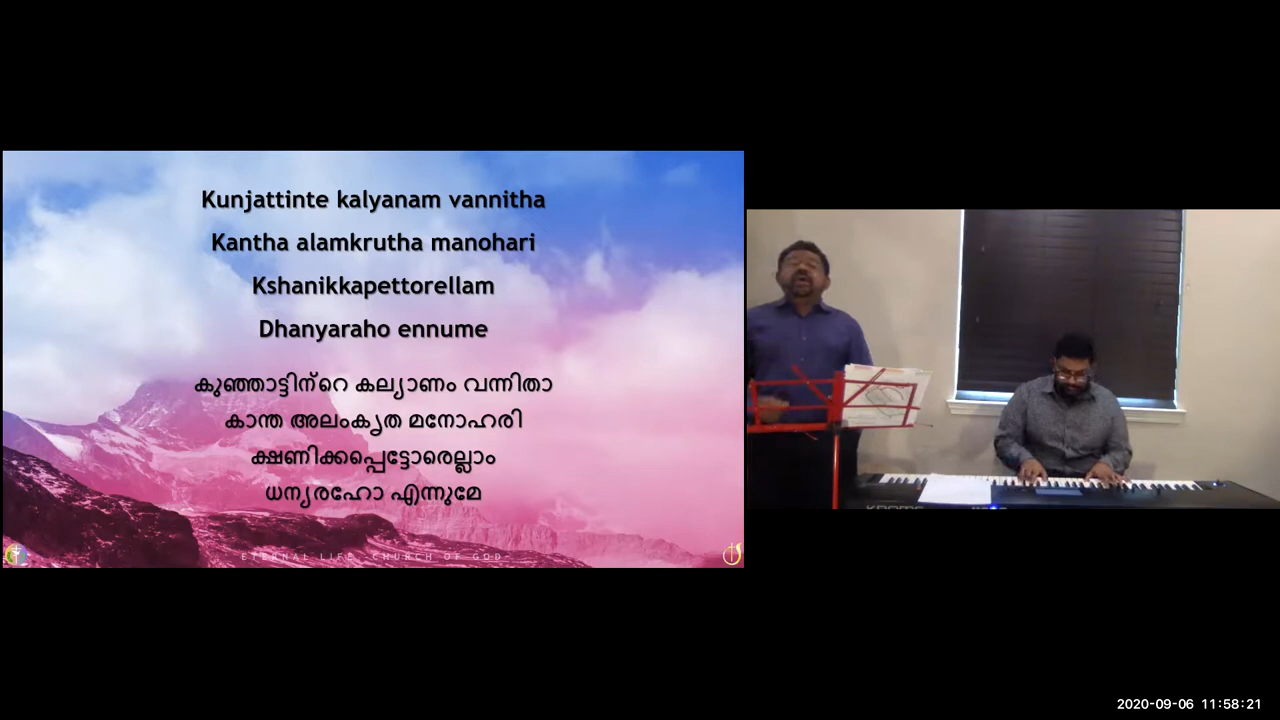 Kunjattinte kalyanam vannitha
Kantha alamkrutha manohari
Kshanikkapettorellam
Dhanyaraho ennume
കുഞ്ഞാട്ടിന്റെ കല്യാണം വന്നിതാ
കാന്ത അലംകൃത മനോഹരി
ക്ഷണിക്കപ്പെട്ടോരെല്ലാം
ധന്യരഹോ എന്നുമേ
ETERNAL LIFE CHURCH OF GOD
2020-09-06 11:58:21